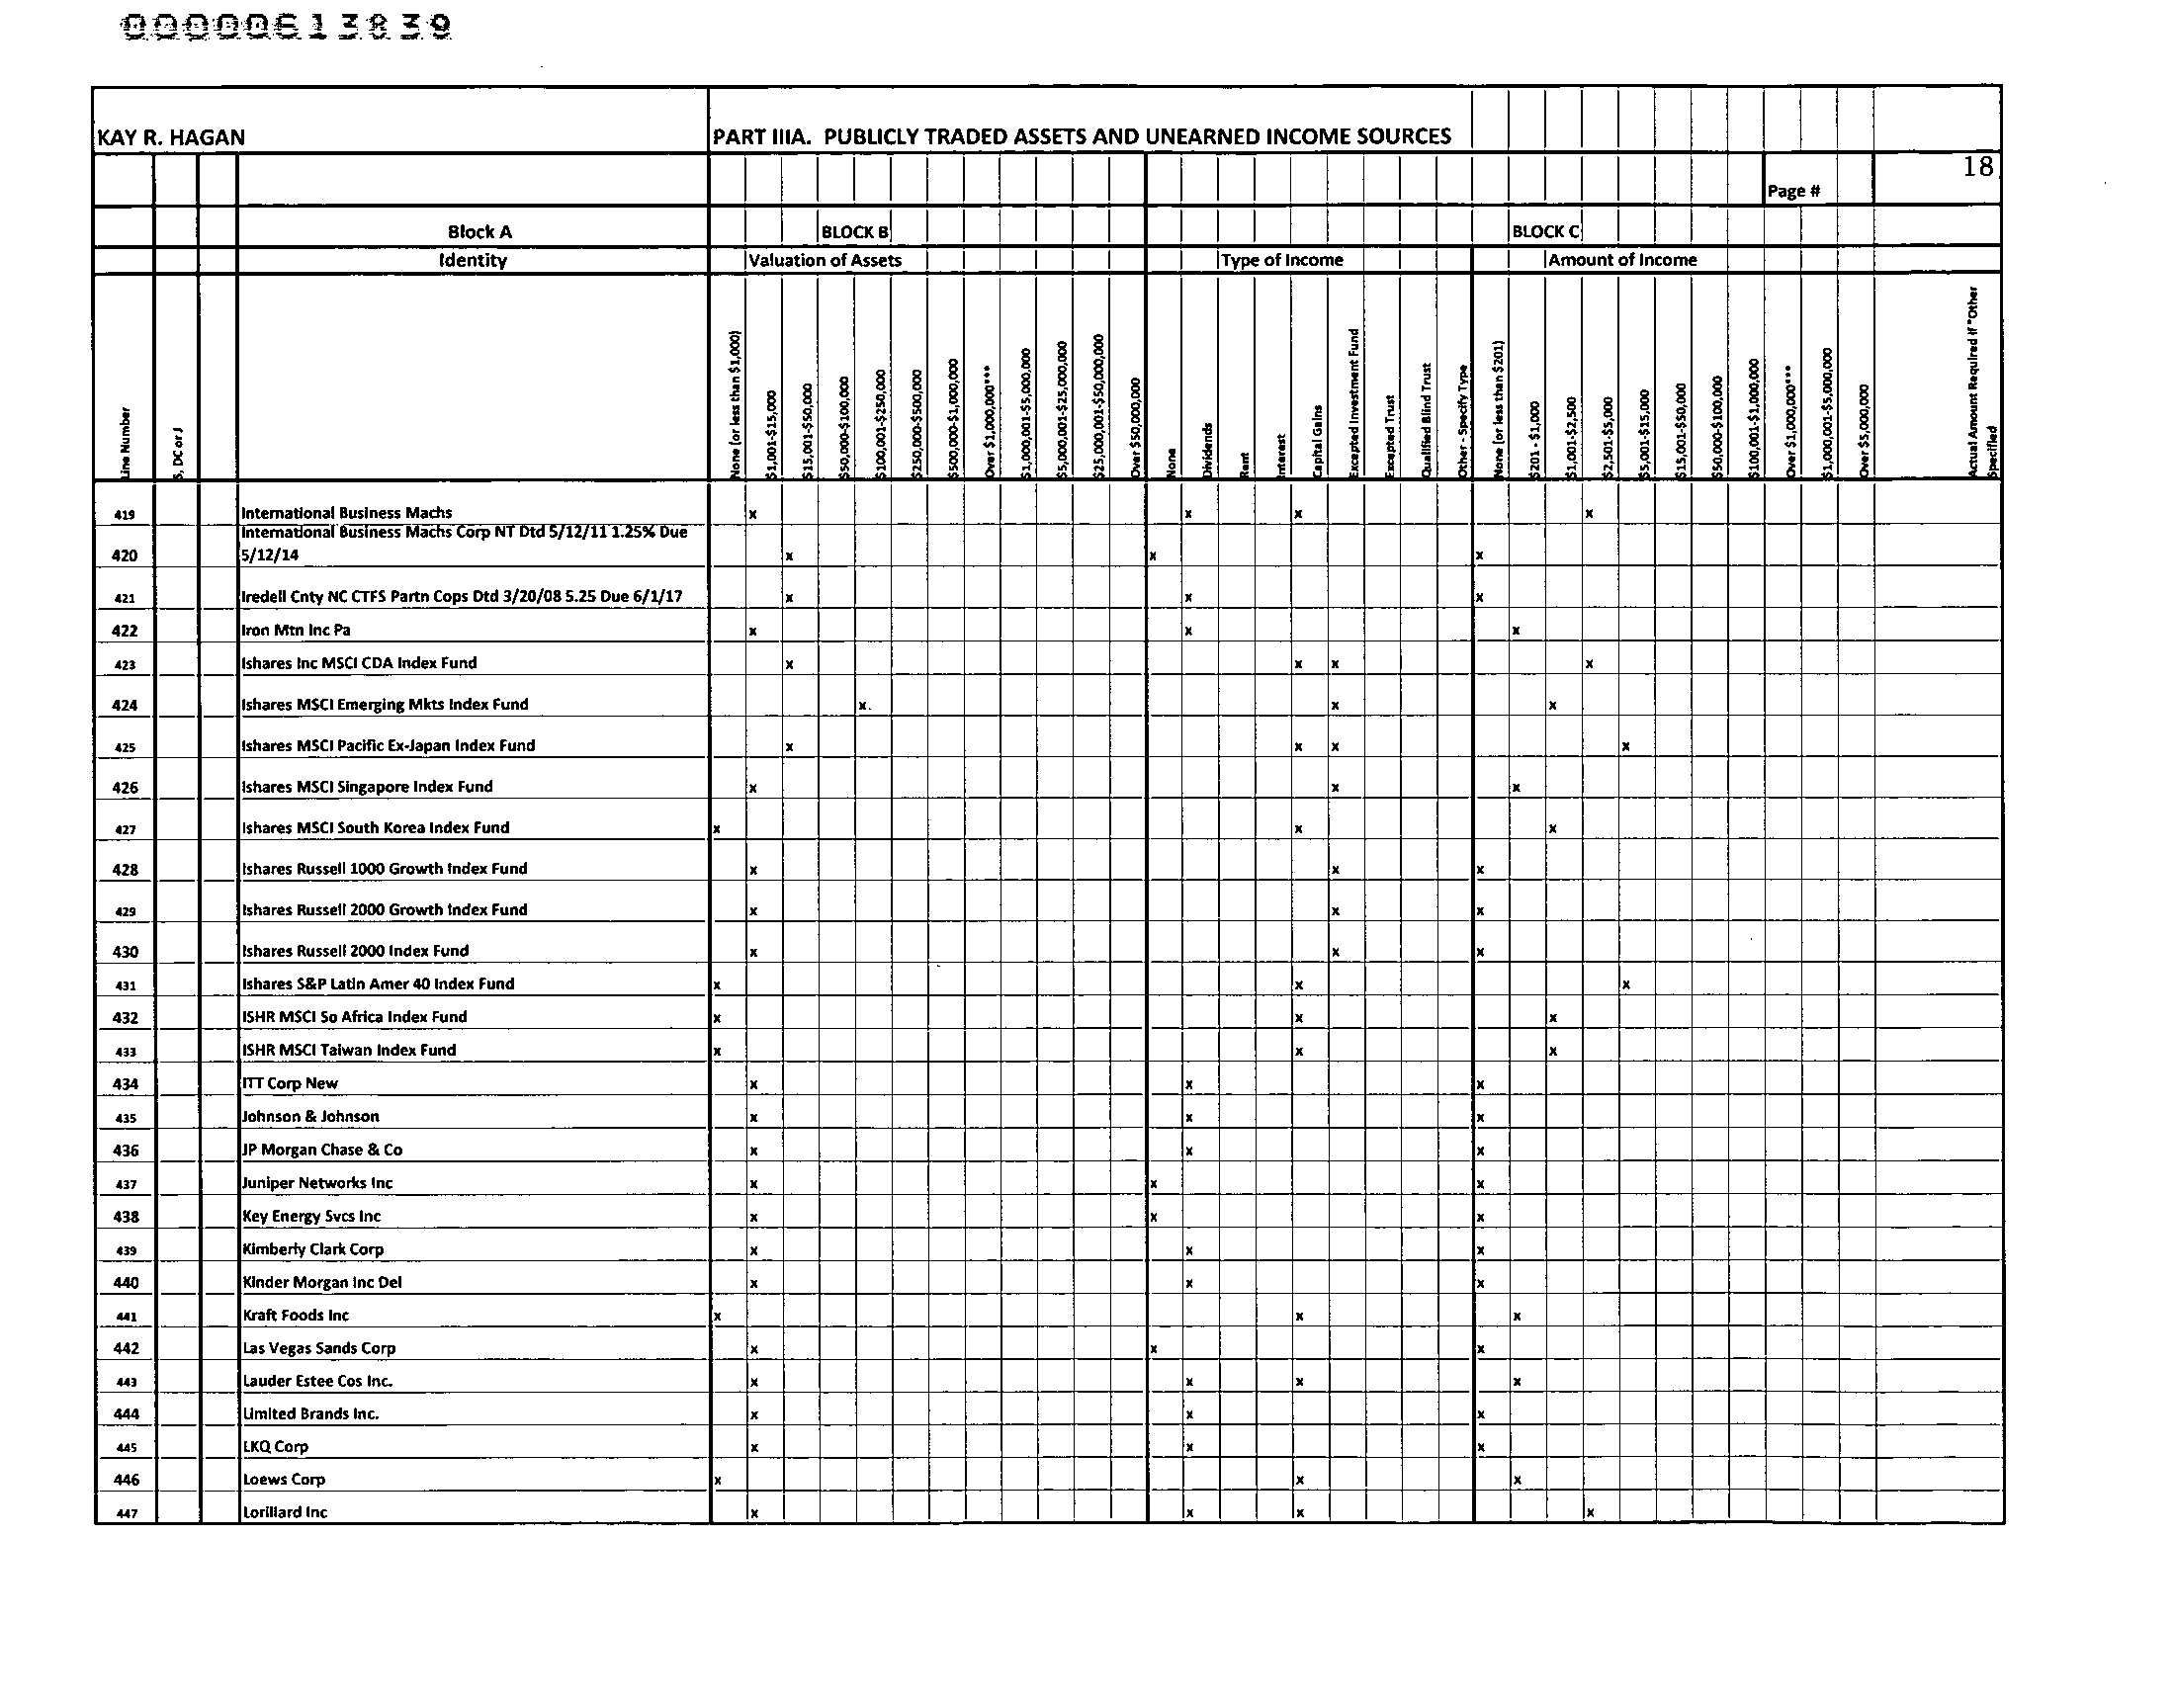 00000613839
KAY R. HAGAN PART IIIA. PUBLICLY TRADED ASSETS AND UNEARNED INCOME SOURCES
Page # 18
Block A BLOCK B BLOCK C
Identity Valuation of Assets Type of Income Amount of Income
Line Number
S, DC or J
None (or less than $1,000)
$1,001-$15,000
$15,001-$50,000
$50,000-$100,000
$100,001-$250,000
$250,000-$500,000
$500,000-$1,000,000
Over $1,000,000***
$1,0000,001-$5,000,000
$5,000,001-$25,000,000
$25,000,001-$50,000,000
Over $50,000,000
None
Dividends
Rent
Interest
Capital Gains
Excepted Investment Fund
Excepted Trust
Qualified Blind Trust
Other - Specify Type
None (or less than $201)
$201 - $1,000
$1,001-$2,500
$2,501-$5,000
$5,001-$15,000
$15,001-$50,000
$50,000-$100,000
$100,001-$1,000,000
Over $1,000,000***
$1,000,001-$5,000,000
Over $5,000,000
Actual Amount Required if "Other
Specified
419 International Business Machs x x x x
International Business Machs Corp NT Dtd 5/12/11 1.25% Due
420 5/12/14 x x x
421 Iredell Cnty NC CTFS Partn Cops Dtd 3/20/08 5.25 Due 6/1/17 x x x
422 Iron Mtn Inc Pa x x x
423 Ishares Inc MSCI CDA Index Fund x x x x
424 Ishares MSCI Emerging Mkts Index Fund x. x x
425 Ishares MSCI Pacific Ex-Japan Index Fund x x x x
426 Ishares MSCI Singapore Index Fund x x x
427 Ishares MSCI South Korea Index Fund x x x
428 Ishares Russell 1000 Growth Index Fund x x x
429 Ishares Russell 2000 Growth Index Fund x x x
430 Ishares Russell 2000 Index Fund x x x
431 Ishares S&P Latin Amer 40 Index Fund x x x
432 ISHR MSCI So Africa Index Fund x x x
433 ISHR MSCI Taiwan Index Fund x x x
434 ITT Corp New x x x
435 Johnson & Johnson x x x
436 JP Morgan Chase & Co x x x
437 Juniper Networks Inc x x x
438 Key Energy Svcs Inc x x x
439 Kimberly Clark Corp x x x
440 Kinder Morgan Inc Del x x x
441 Kraft Foods Inc x x x
442 Las Vegas Sands Corp x x x
443 Lauder Estee Cos Inc. x x x x
444 Limited Brands Inc. x x x
445 LKQ Corp x x x
446 Loews Corp x x x
447 Lorillard Inc x x x x